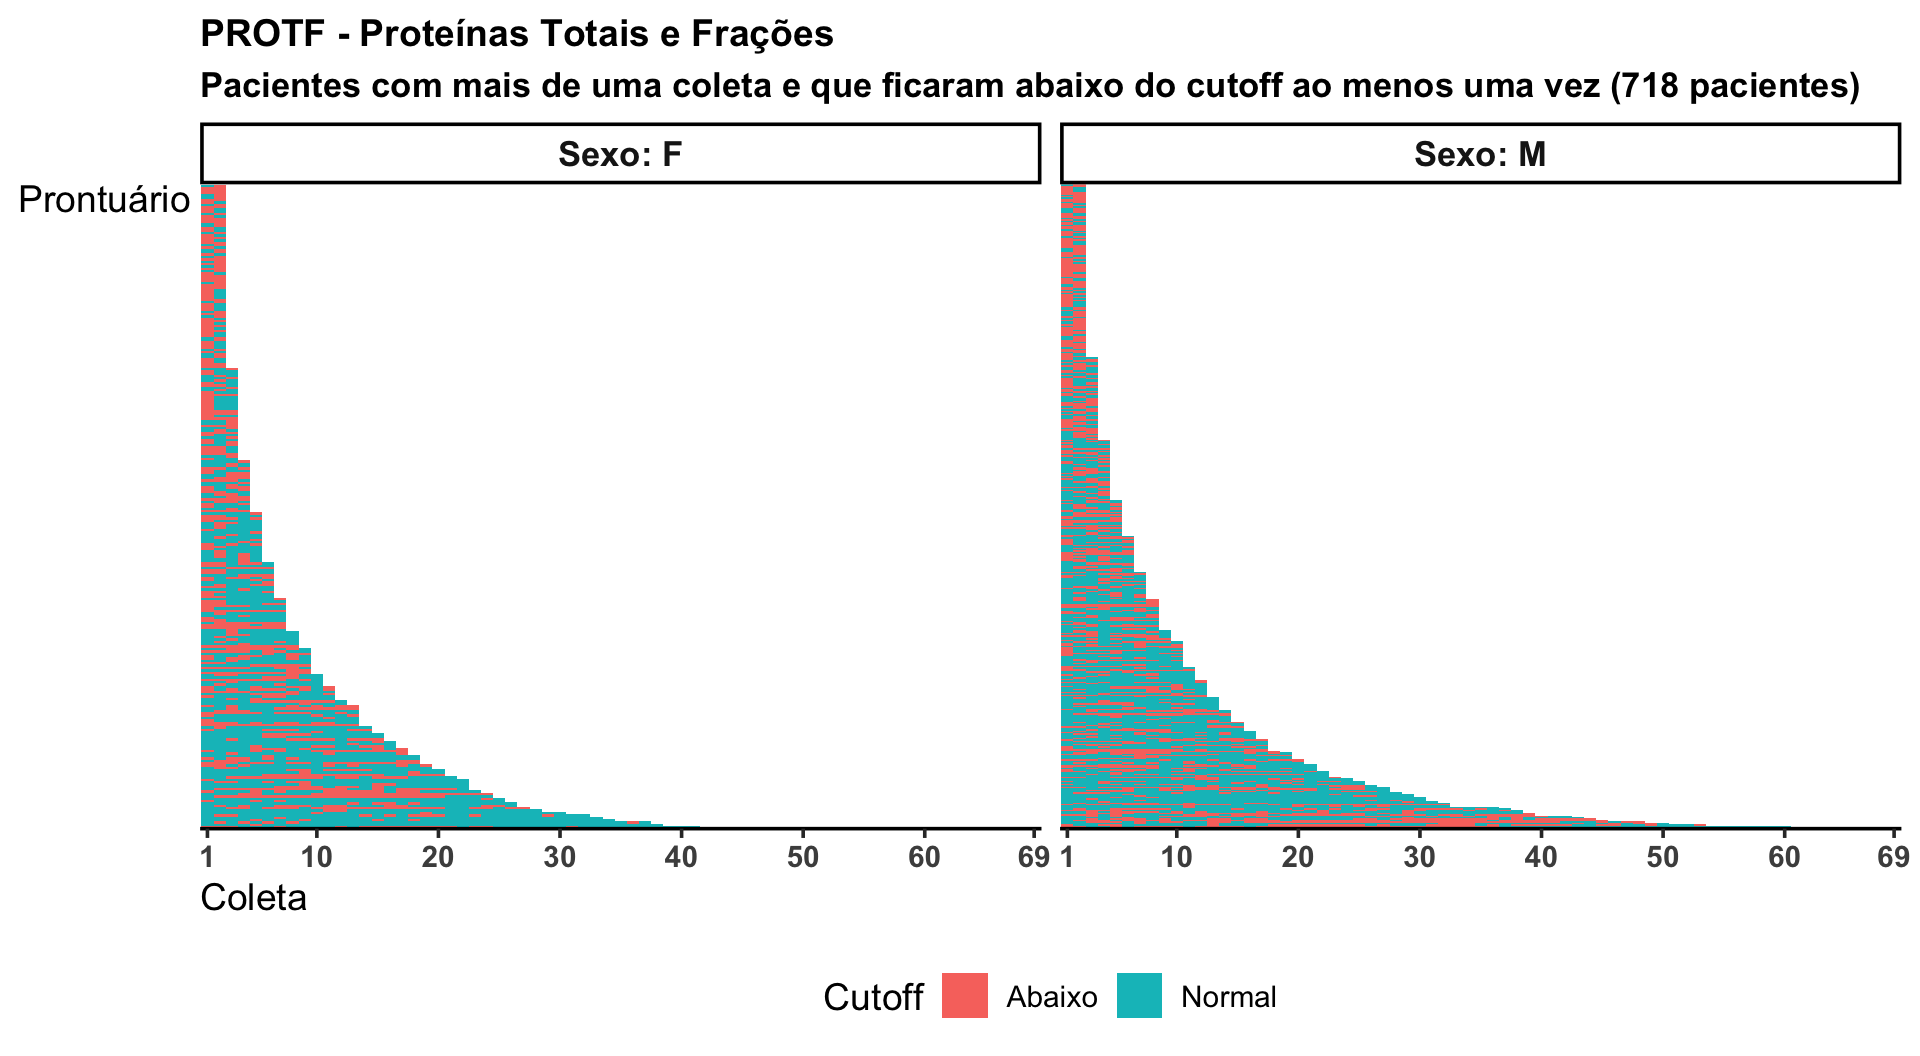 PROTF - Proteínas Totais e Frações
Pacientes com mais de uma coleta e que ficaram abaixo do cutoff ao menos uma vez (718 pacientes)
Sexo: F
Sexo: M
Prontuário
1 10 20 30 40 50 60 69
1 10 20 30 40 50 60 69
Coleta
Cutoff Abaixo Normal